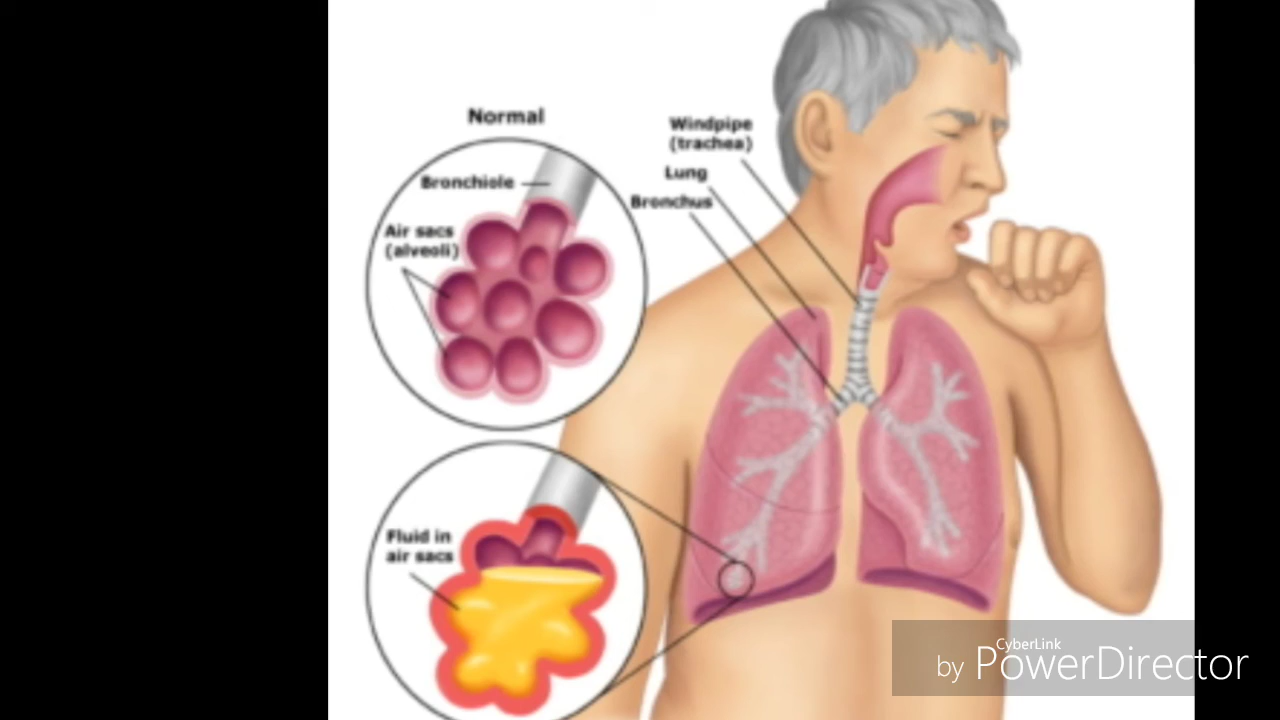 Normal
Bronchiole
Air sacs
(alveoli)
Windpipe
(trachea)
Lung
Bronchus
Fluid in
air sacs
CyberLink
by PowerDirector